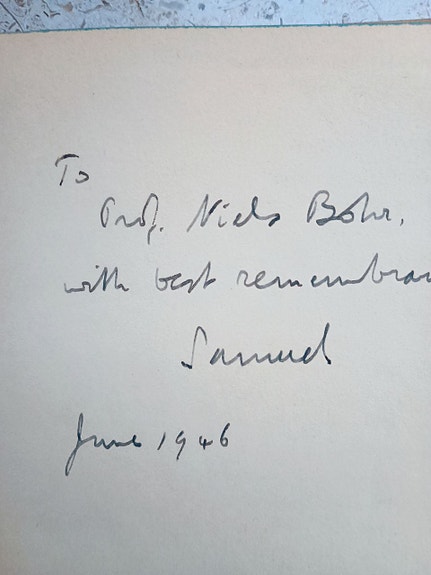 To
Prof. Niels Bohr,
with best remembran
Samuel
June 1946